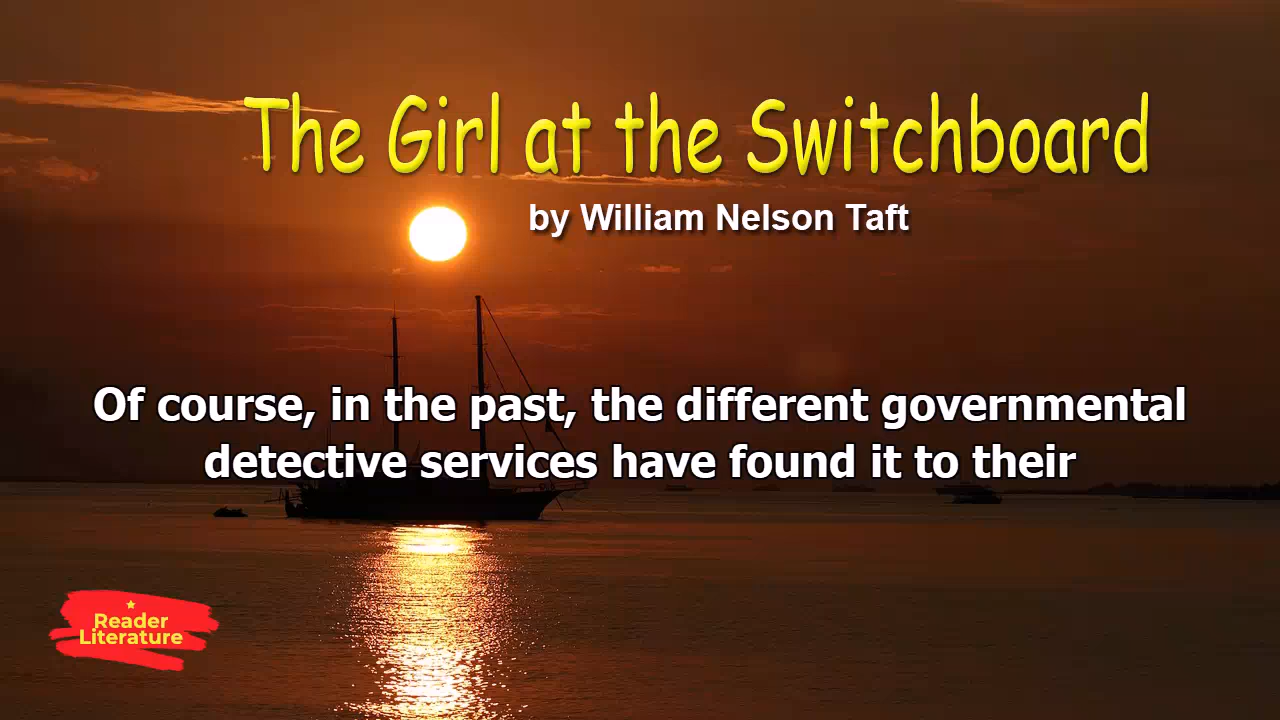 The Girl at the Switchboard
by William Nelson Taft
Of course, in the past, the different governmental
detective services have found it to their
Reader
Literature